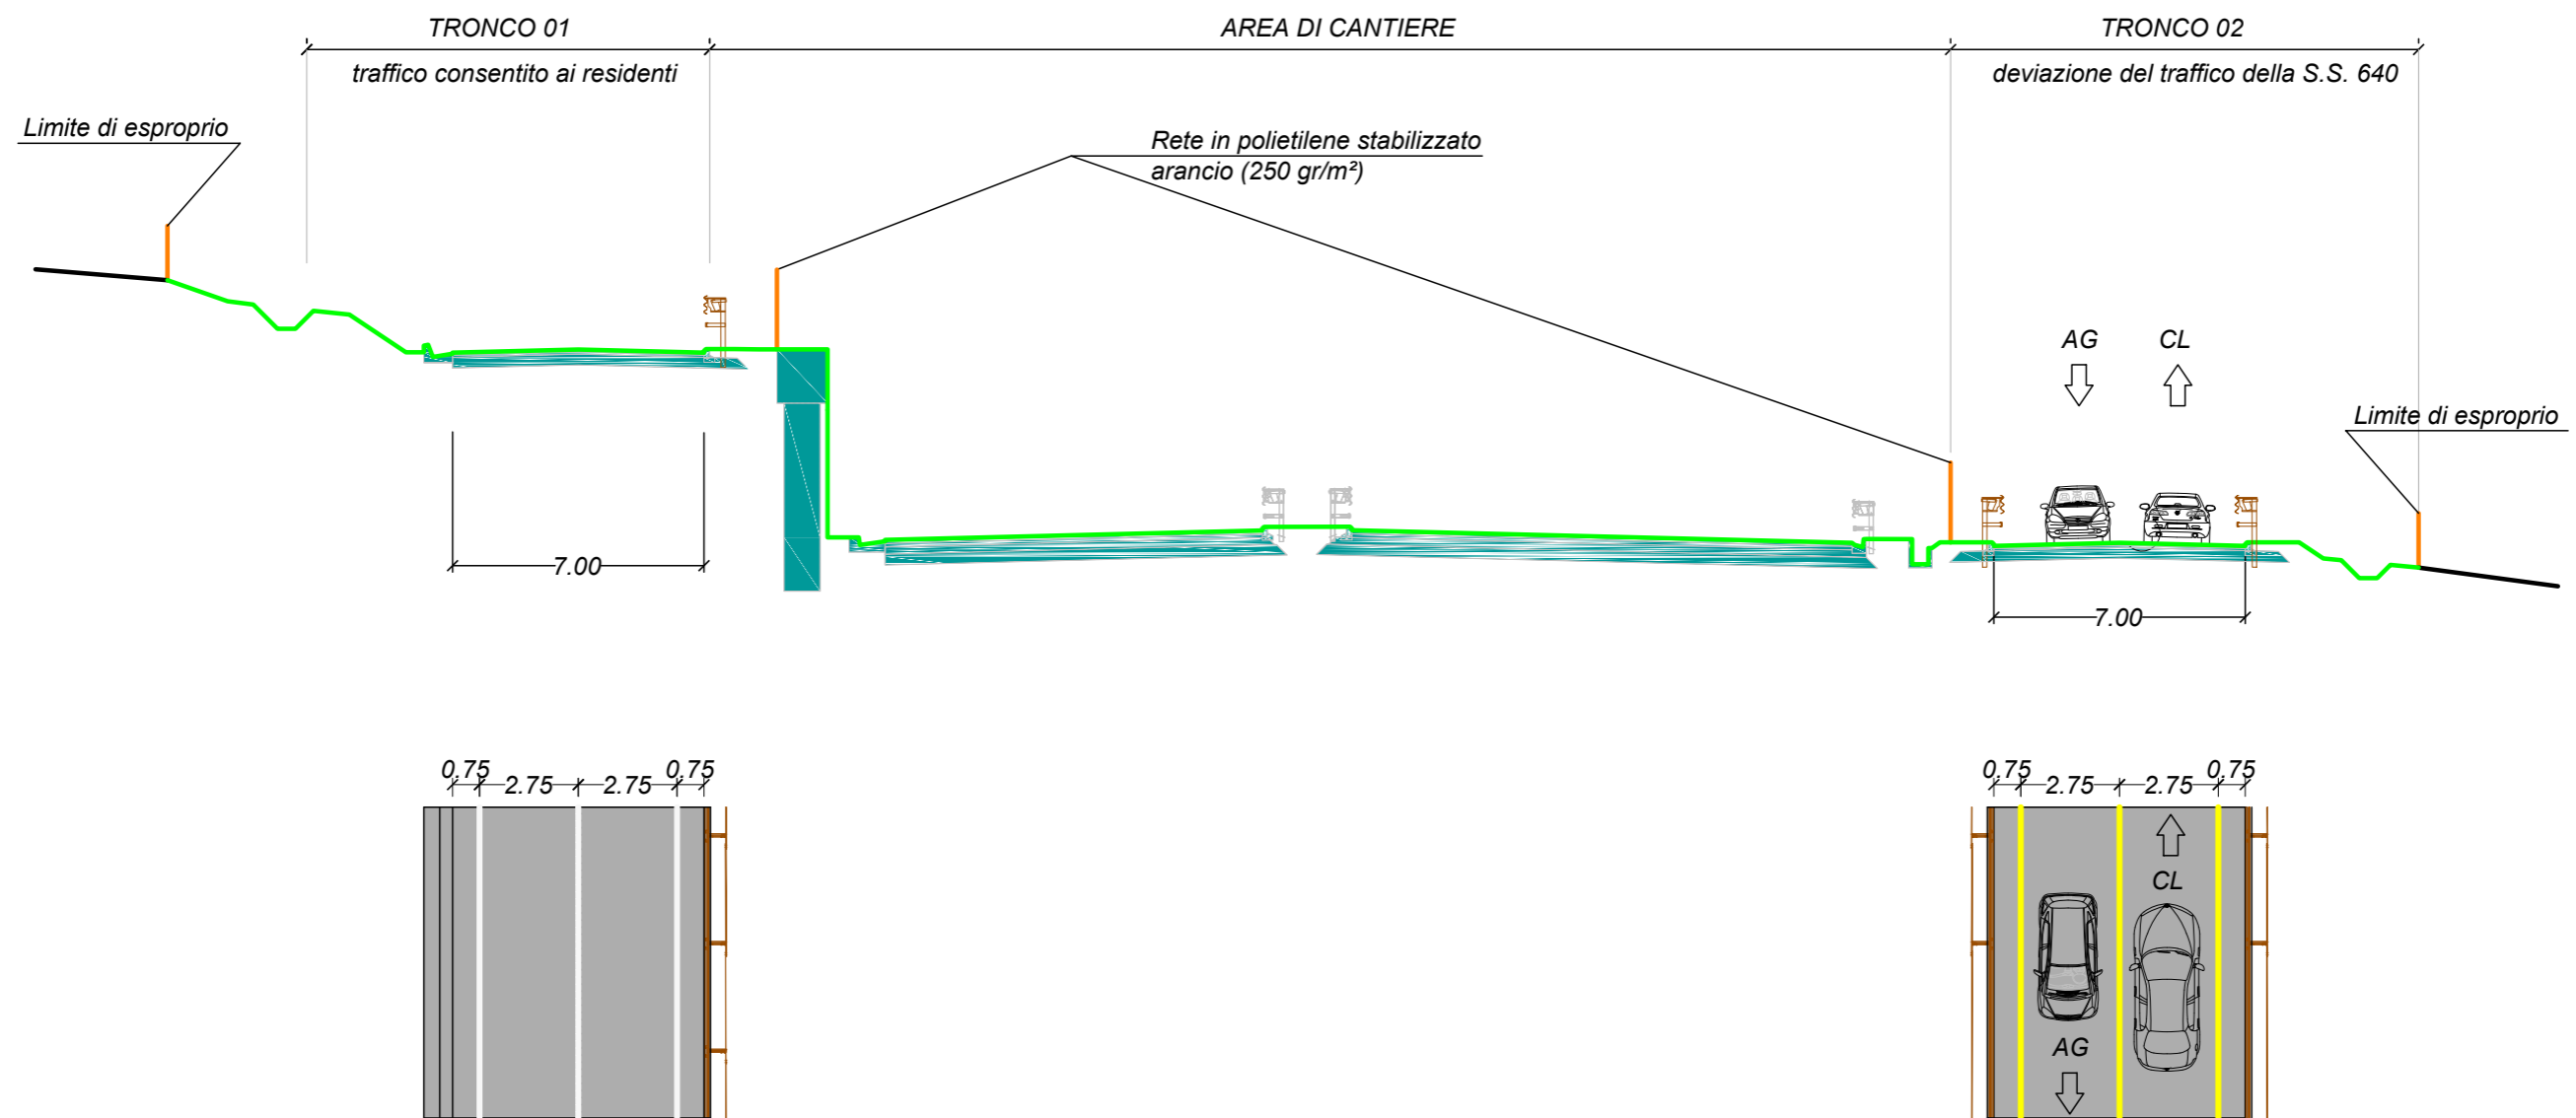 TRONCO 01
AREA DI CANTIERE
TRONCO 02
traffico consentito ai residenti
deviazione del traffico della S.S. 640
Limite di esproprio
Rete in polietilene stabilizzato
arancio (250 gr/m²)
AG
CL
Limite di esproprio
7.00
7.00
0.75
2.75
2.75
0.75
0.75
2.75
2.75
0.75
CL
AG